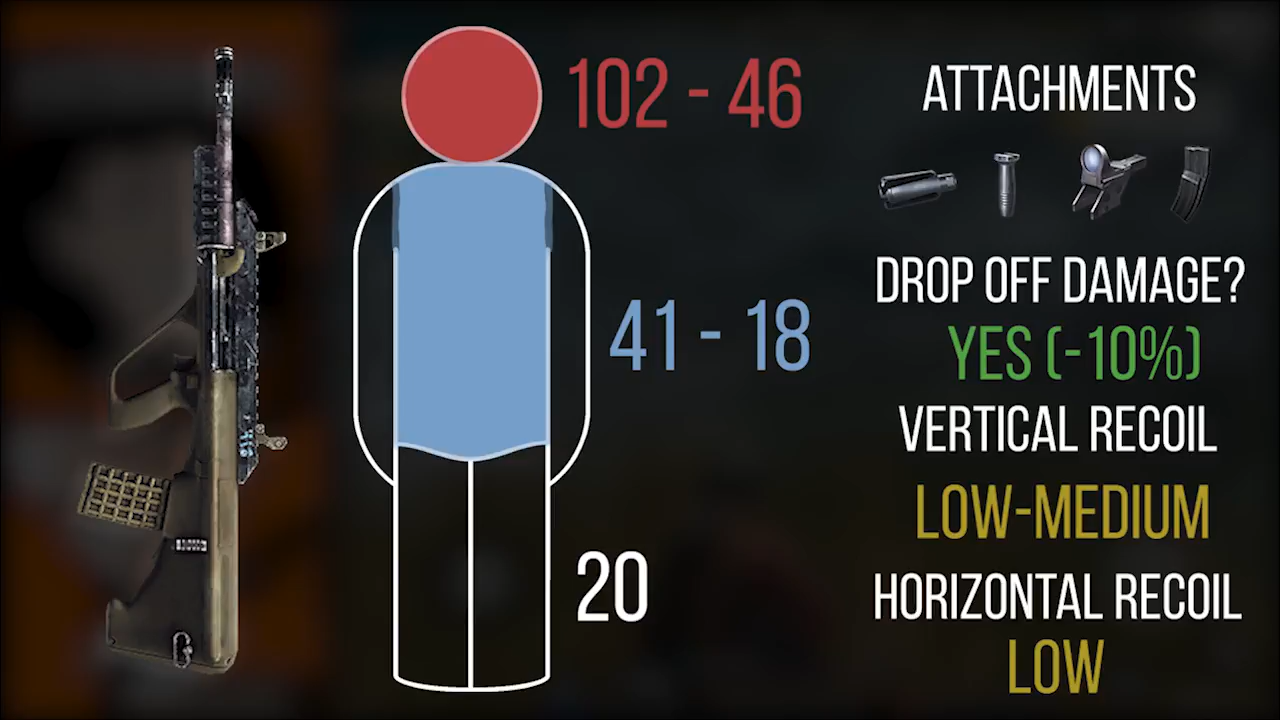 102 - 46
41 - 18
20
ATTACHMENTS
DROP OFF DAMAGE?
YES (-10%)
VERTICAL RECOIL
LOW-MEDIUM
HORIZONTAL RECOIL
LOW